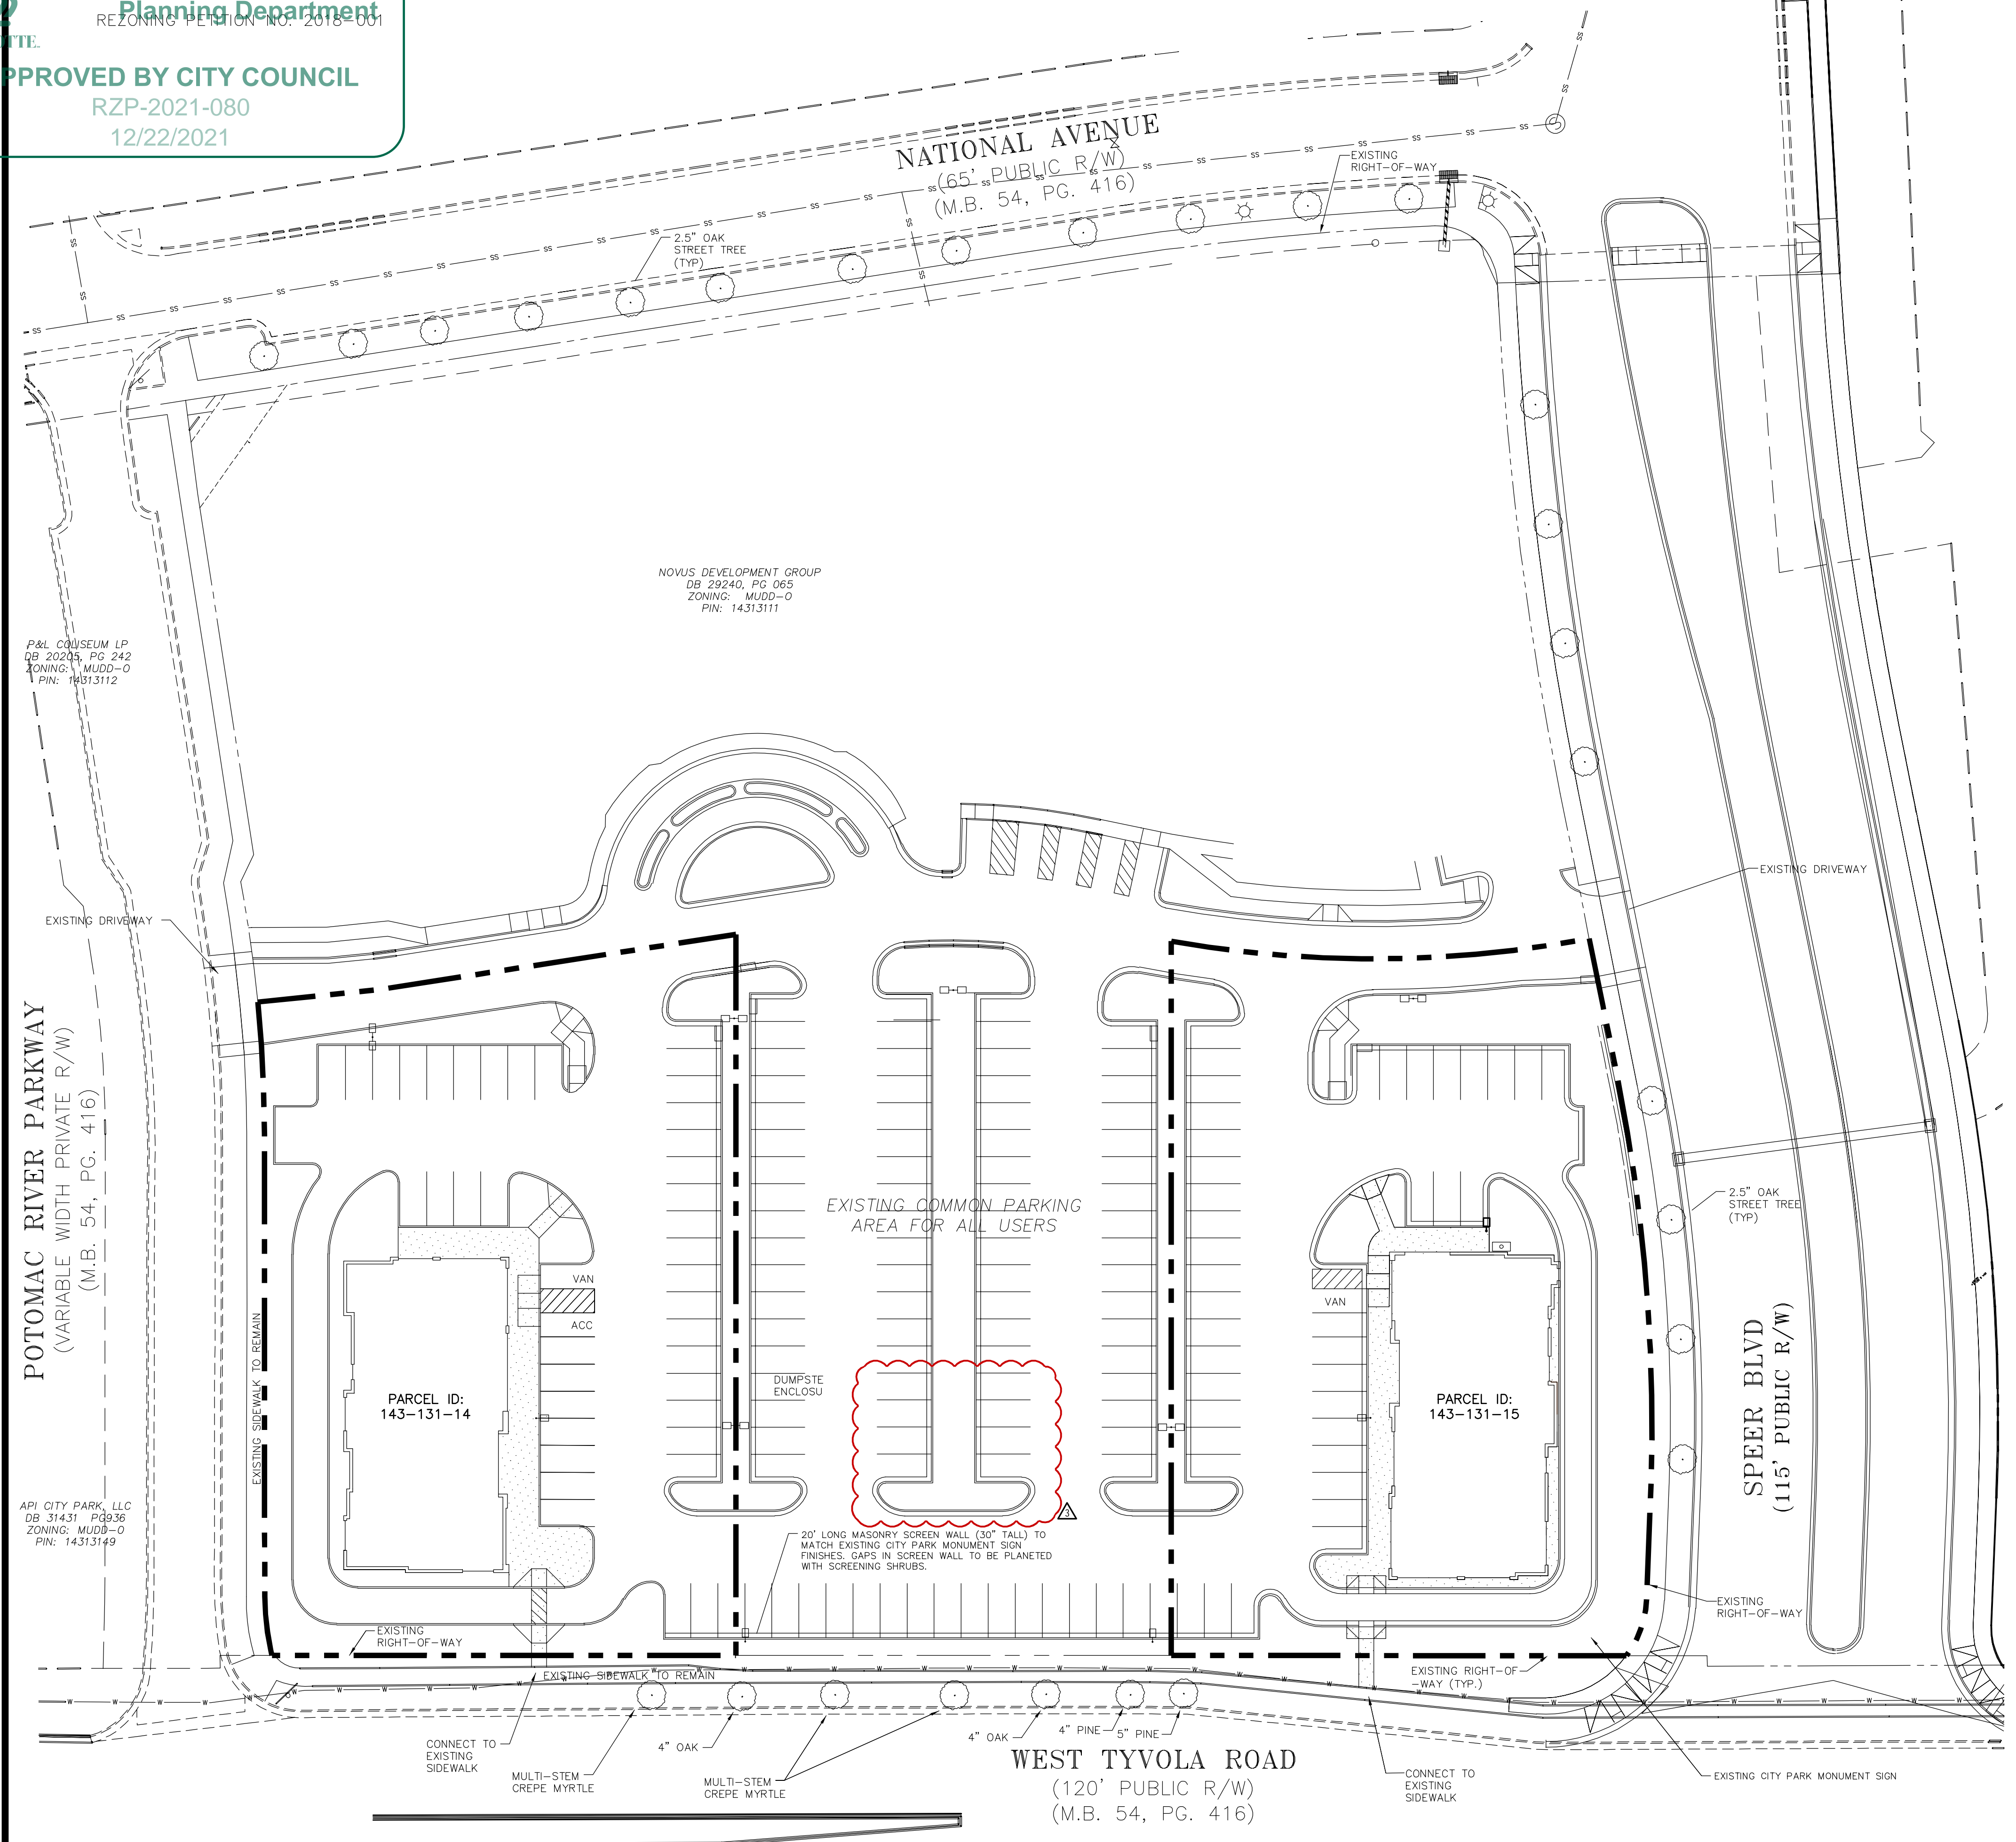 Planning Department
REZONING PETITION NO. 2018-001
TTE.
PPROVED BY CITY COUNCIL
RZP-2021-080
12/22/2021
NATIONAL AVENUE
(65' PUBLIC R/W)
(M.B. 54, PG. 416)
EXISTING
RIGHT-OF-WAY
2.5" OAK
STREET TREE
(TYP)
NOVUS DEVELOPMENT GROUP
DB 29240, PG 065
ZONING: MUDD-O
PIN: 14313111
P&L COLISEUM LP
DB 20205, PG 242
ZONING: MUDD-O
PIN: 14313112
EXISTING DRIVEWAY
EXISTING DRIVEWAY
POTOMAC RIVER PARKWAY
(VARIABLE WIDTH PRIVATE R/W)
(M.B. 54, PG. 416)
EXISTING SIDEWALK TO REMAIN
EXISTING COMMON PARKING
AREA FOR ALL USERS
2.5" OAK
STREET TREE
(TYP)
VAN
ACC
VAN
DUMPSTE
ENCLOSU
PARCEL ID:
143-131-14
PARCEL ID:
143-131-15
SPEER BLVD
(115' PUBLIC R/W)
API CITY PARK, LLC
DB 31431 PG936
ZONING: MUDD-O
PIN: 14313149
3
20' LONG MASONRY SCREEN WALL (30" TALL) TO
MATCH EXISTING CITY PARK MONUMENT SIGN
FINISHES. GAPS IN SCREEN WALL TO BE PLANETED
WITH SCREENING SHRUBS.
EXISTING
RIGHT-OF-WAY
EXISTING
RIGHT-OF-WAY
EXISTING SIDEWALK TO REMAIN
EXISTING RIGHT-OF
-WAY (TYP.)
CONNECT TO
EXISTING
SIDEWALK
MULTI-STEM
CREPE MYRTLE
4" OAK
MULTI-STEM
CREPE MYRTLE
4" OAK
4" PINE
5" PINE
WEST TYVOLA ROAD
(120' PUBLIC R/W)
(M.B. 54, PG. 416)
CONNECT TO
EXISTING
SIDEWALK
EXISTING CITY PARK MONUMENT SIGN